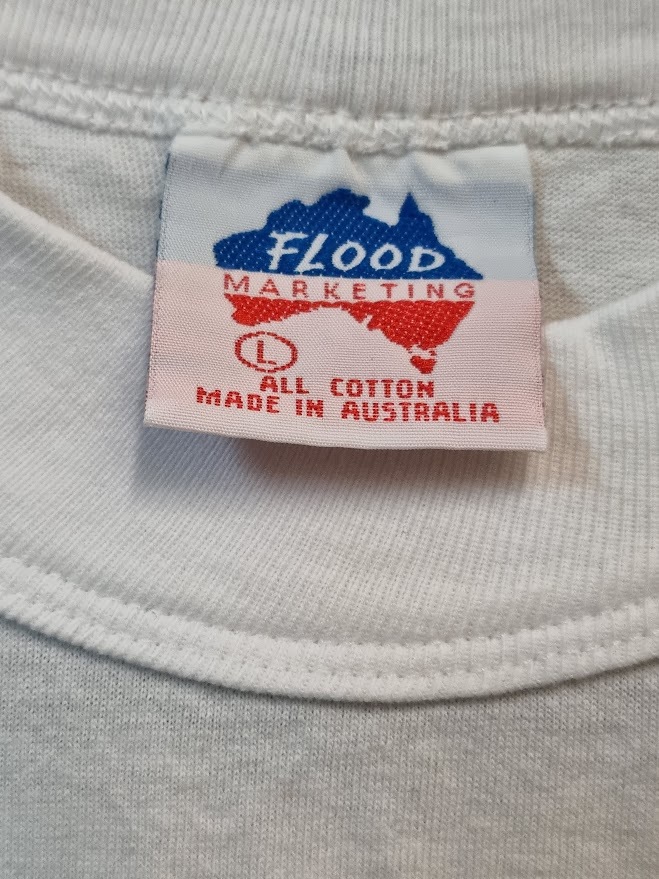 FLOOD
MARKETING
L
ALL COTTON
MADE IN AUSTRALIA